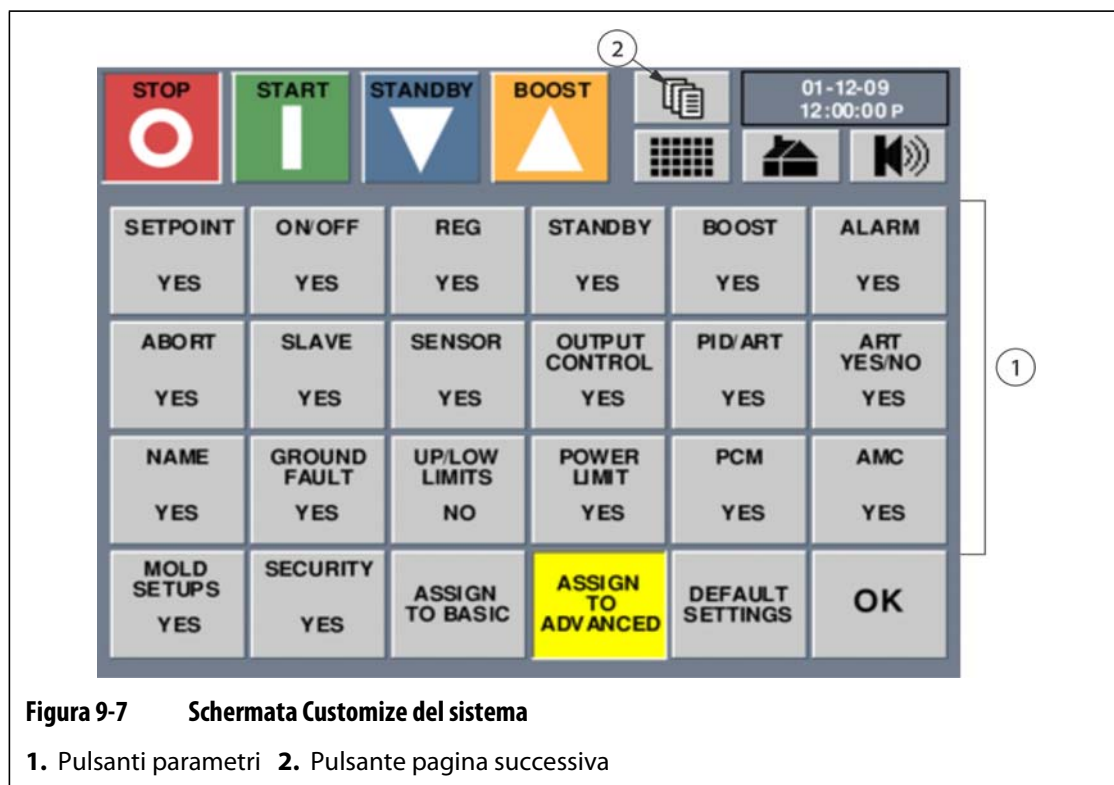 2
STOP
START
STANDBY
BOOST
01-12-09
12:00:00 P
SETPOINT
YES
ON/OFF
YES
REG
YES
STANDBY
YES
BOOST
YES
ALARM
YES
ABORT
YES
SLAVE
YES
SENSOR
YES
OUTPUT
CONTROL
YES
PID/ART
YES
ART
YES/NO
YES
1
NAME
YES
GROUND
FAULT
YES
UP/LOW
LIMITS
NO
POWER
LIMIT
YES
PCM
YES
AMC
YES
MOLD
SETUPS
YES
SECURITY
YES
ASSIGN
TO BASIC
ASSIGN
TO
ADVANCED
DEFAULT
SETTINGS
OK
Figura 9-7 Schermata Customize del sistema
1. Pulsanti parametri 2. Pulsante pagina successiva